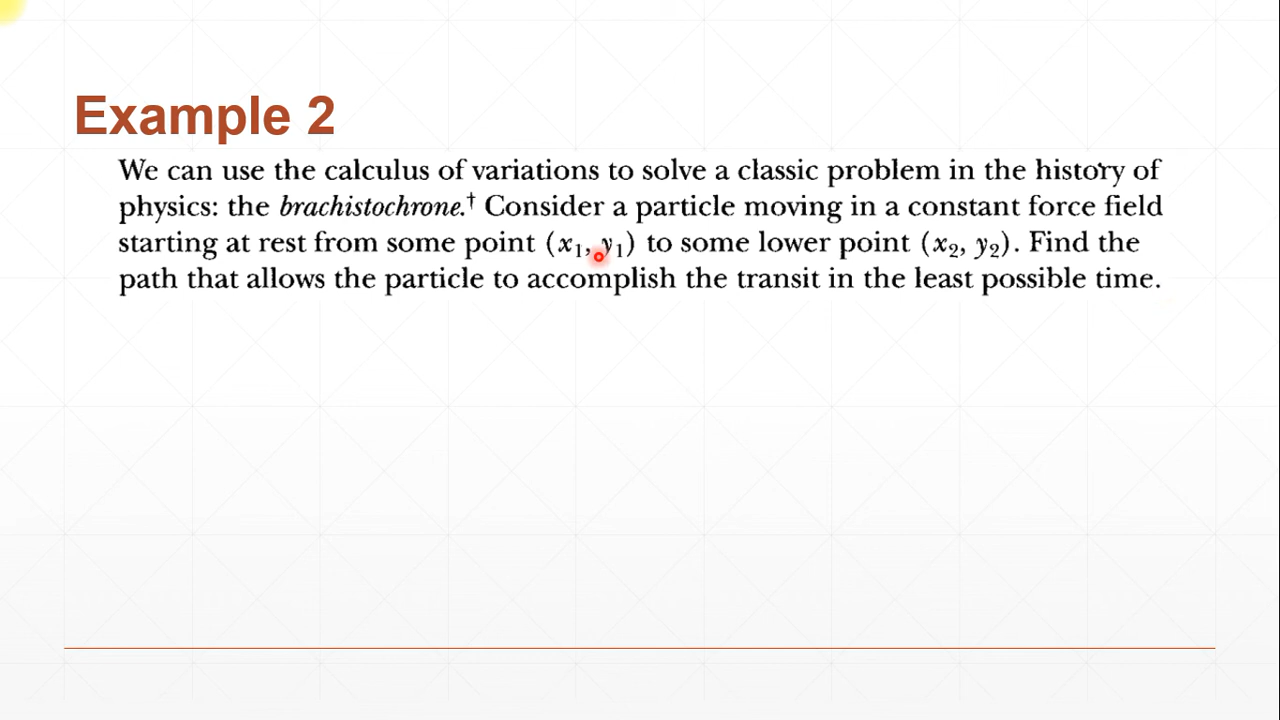 Example 2
We can use the calculus of variations to solve a classic problem in the history of
physics: the brachistochrone.† Consider a particle moving in a constant force field
starting at rest from some point (x₁, y₁) to some lower point (x₂, y₂). Find the
path that allows the particle to accomplish the transit in the least possible time.